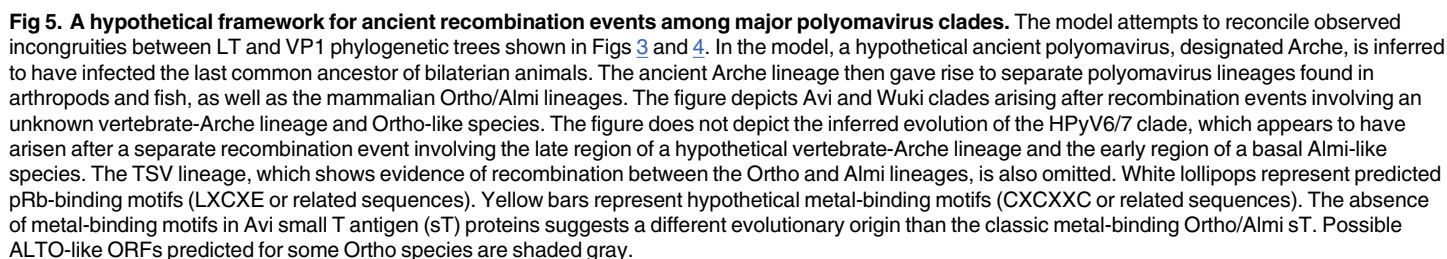 Fig 5. A hypothetical framework for ancient recombination events among major polyomavirus clades. The model attempts to reconcile observed
incongruities between LT and VP1 phylogenetic trees shown in Figs 3 and 4. In the model, a hypothetical ancient polyomavirus, designated Arche, is inferred
to have infected the last common ancestor of bilaterian animals. The ancient Arche lineage then gave rise to separate polyomavirus lineages found in
arthropods and fish, as well as the mammalian Ortho/Almi lineages. The figure depicts Avi and Wuki clades arising after recombination events involving an
unknown vertebrate-Arche lineage and Ortho-like species. The figure does not depict the inferred evolution of the HPyV6/7 clade, which appears to have
arisen after a separate recombination event involving the late region of a hypothetical vertebrate-Arche lineage and the early region of a basal Almi-like
species. The TSV lineage, which shows evidence of recombination between the Ortho and Almi lineages, is also omitted. White lollipops represent predicted
pRb-binding motifs (LXCXE or related sequences). Yellow bars represent hypothetical metal-binding motifs (CXCXXC or related sequences). The absence
of metal-binding motifs in Avi small T antigen (sT) proteins suggests a different evolutionary origin than the classic metal-binding Ortho/Almi sT. Possible
ALTO-like ORFs predicted for some Ortho species are shaded gray.